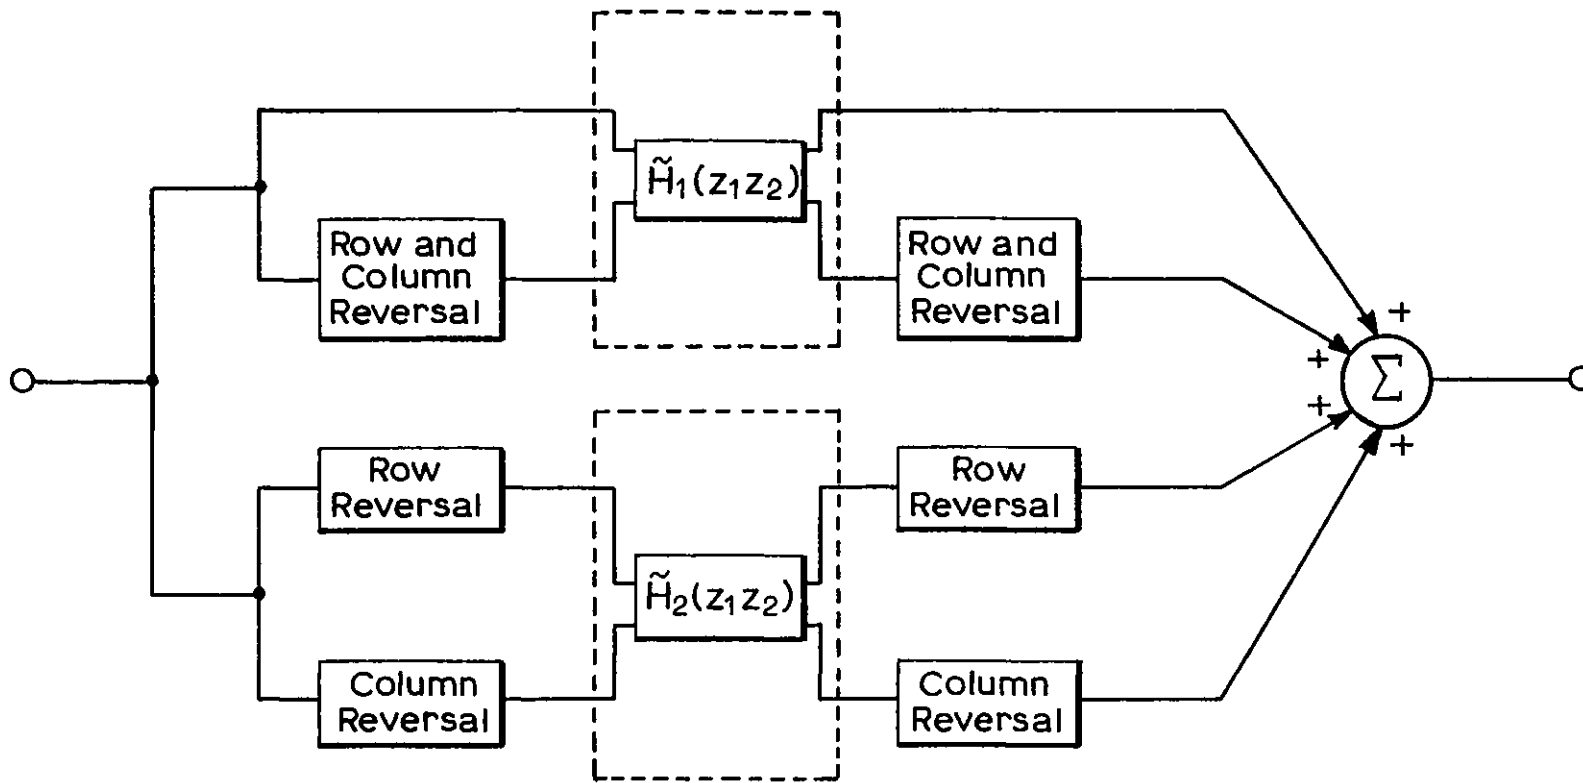 H̃₁(z₁z₂)
Row and
Column
Reversal
Row and
Column
Reversal
+
+
Σ
+
+
Row
Reversal
Row
Reversal
H̃₂(z₁z₂)
Column
Reversal
Column
Reversal